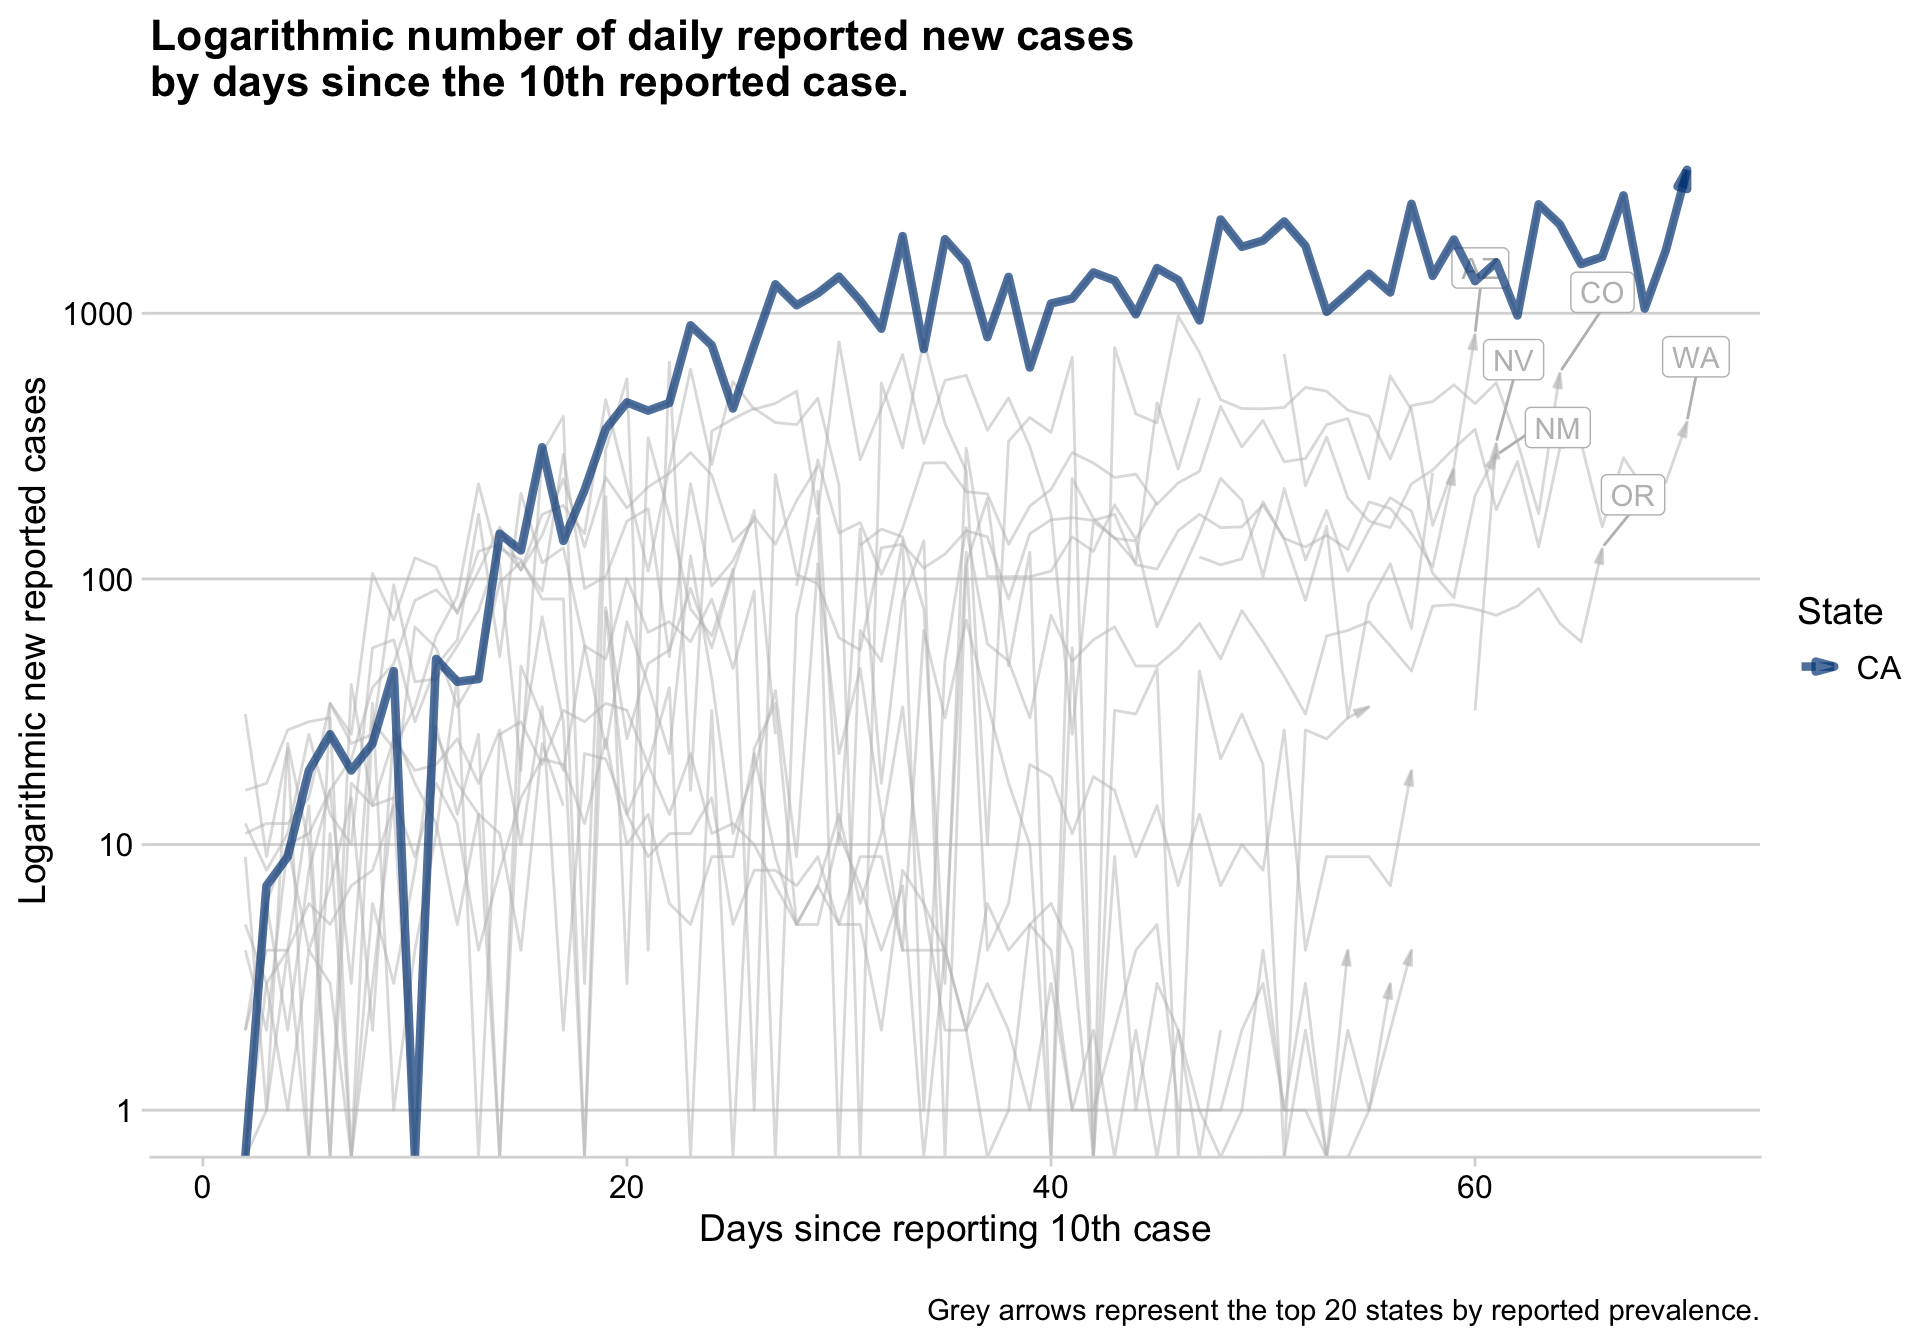 Logarithmic number of daily reported new cases
by days since the 10th reported case.
Logarithmic new reported cases
1000
100
10
1
AZ
CO
NV
WA
NM
OR
State
CA
0
20
40
60
Days since reporting 10th case
Grey arrows represent the top 20 states by reported prevalence.